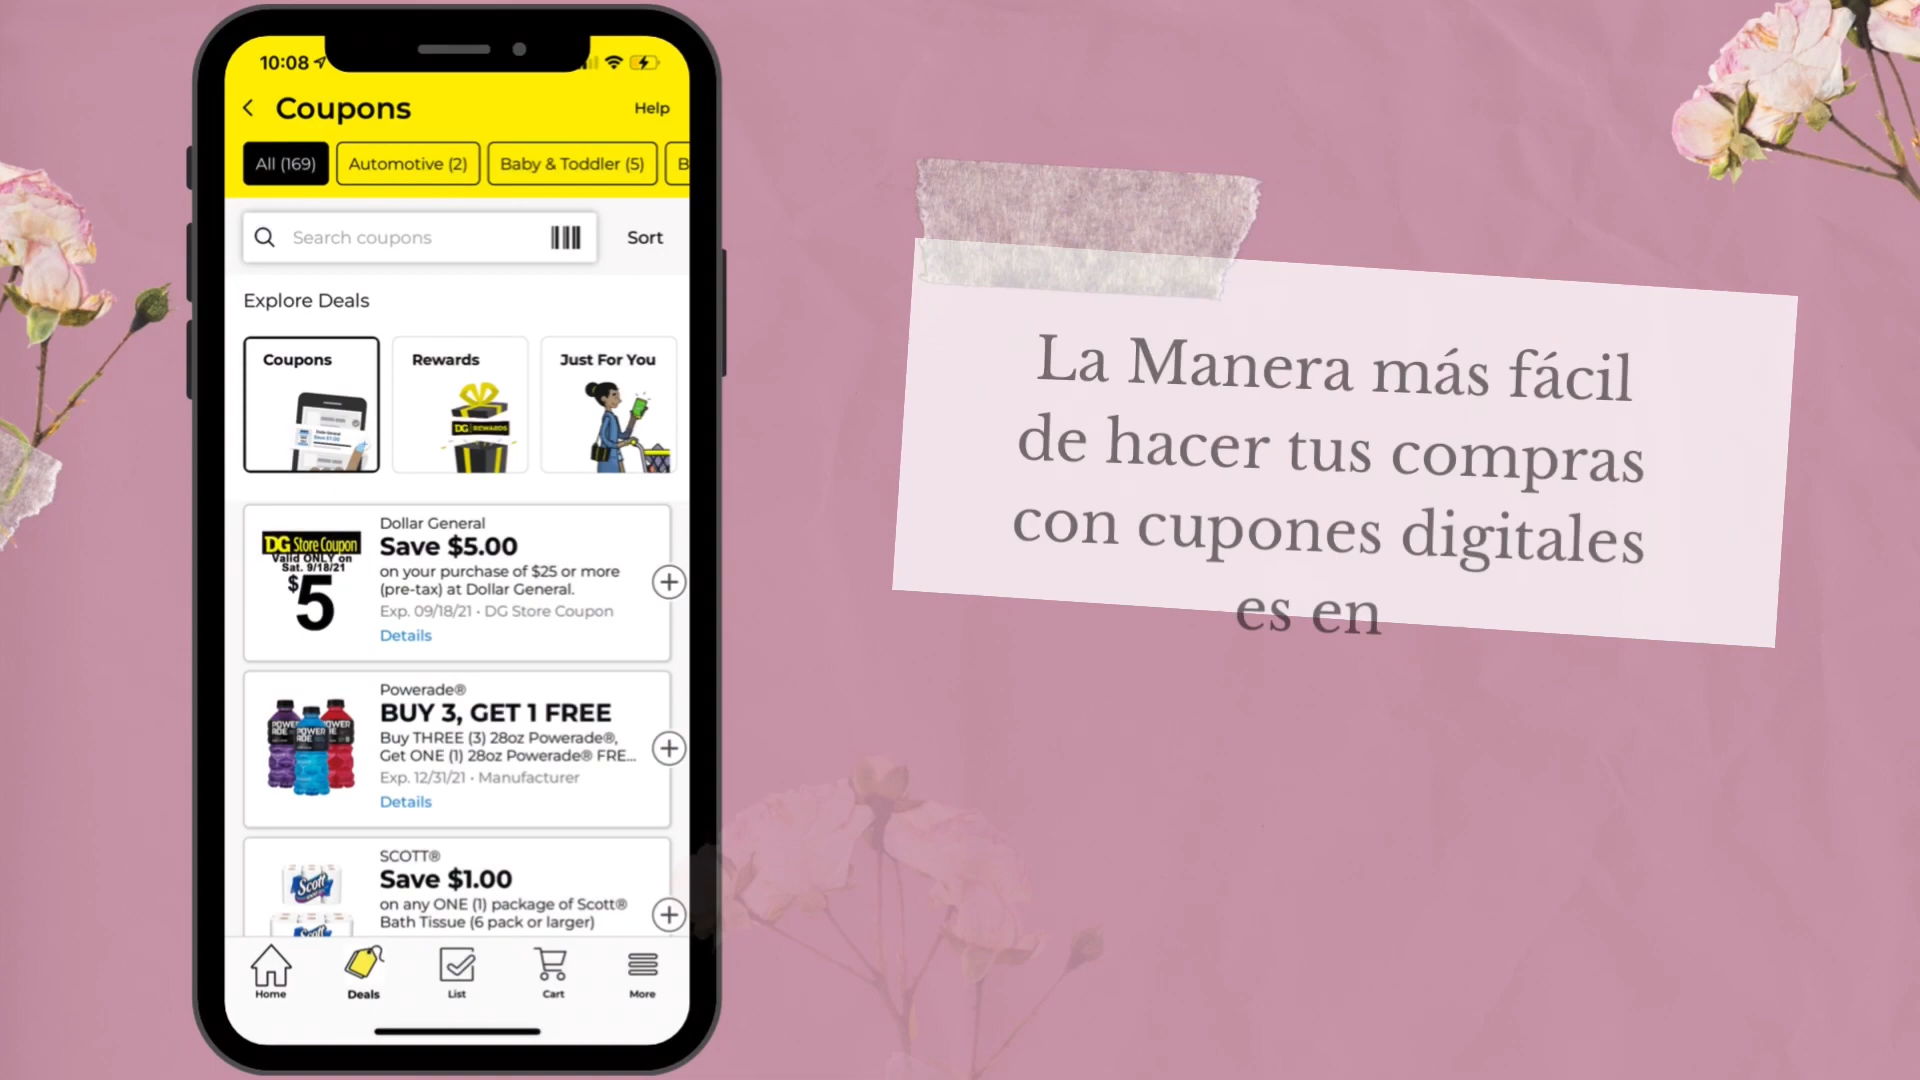 10:08
Coupons
Help
All (169)
Automotive (2)
Baby & Toddler (5)
B
Search coupons
Sort
Explore Deals
Coupons
Rewards
Just For You
DG REWARDS
DG Store Coupon
Valid ONLY on
Sat. 9/18/21
$5
Dollar General
Save $5.00
on your purchase of $25 or more
(pre-tax) at Dollar General.
Exp. 09/18/21 • DG Store Coupon
Details
Powerade®
BUY 3, GET 1 FREE
Buy THREE (3) 28oz Powerade®,
Get ONE (1) 28oz Powerade® FRE...
Exp. 12/31/21 • Manufacturer
Details
SCOTT®
Save $1.00
on any ONE (1) package of Scott®
Bath Tissue (6 pack or larger)
Scott
Home
Deals
List
Cart
More
La Manera más fácil
de hacer tus compras
con cupones digitales
es en